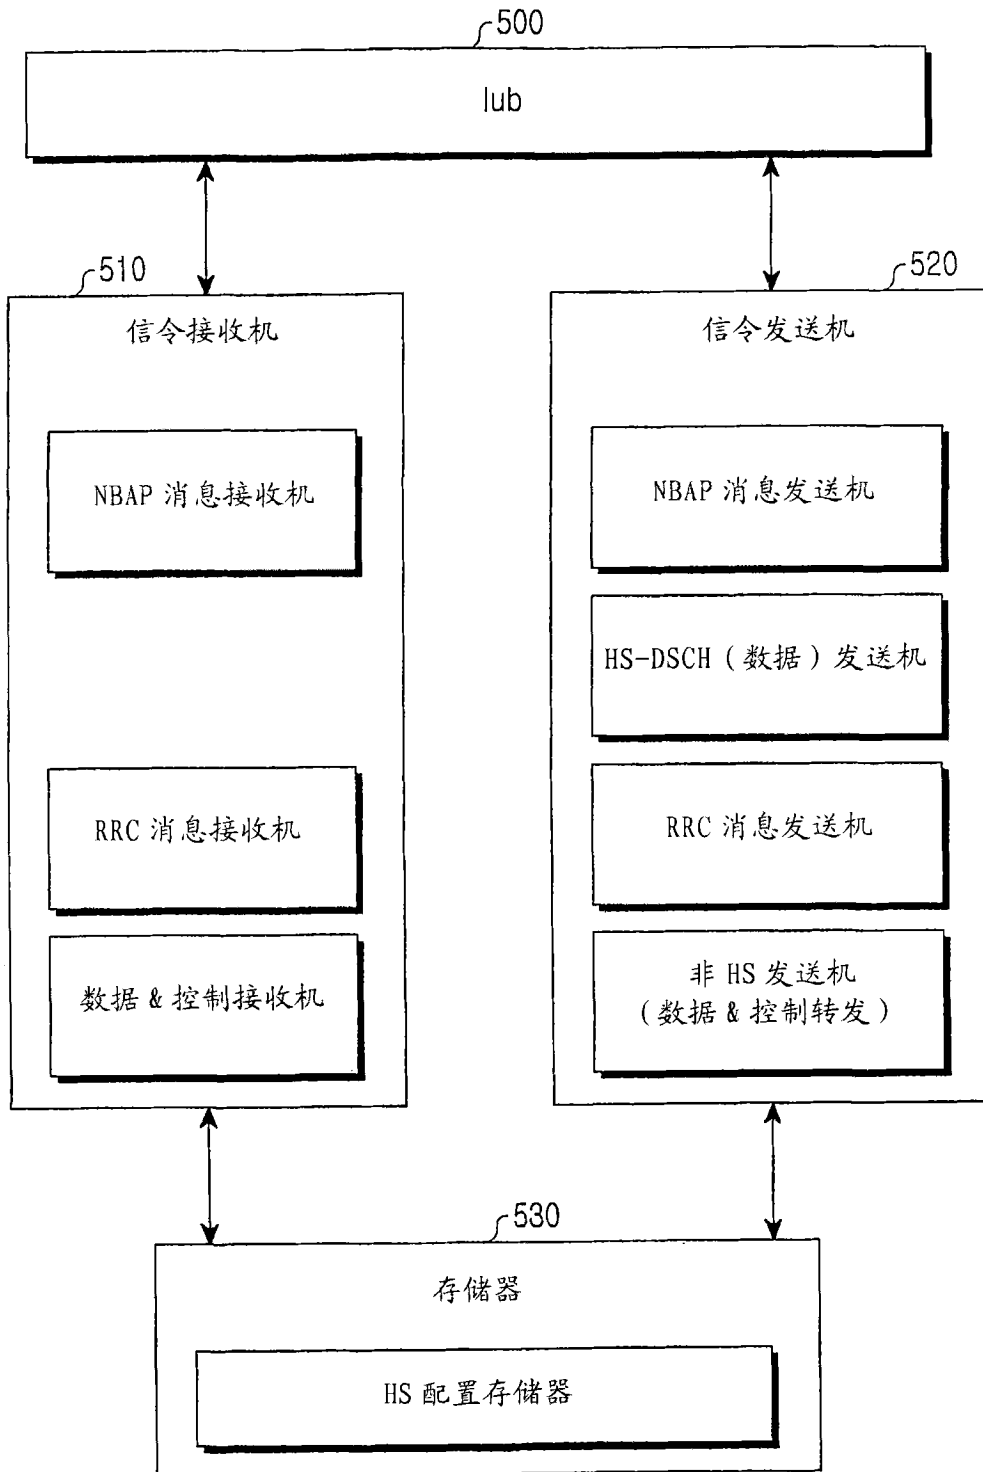 500
Iub
510
520
信令接收机
信令发送机
NBAP 消息接收机
NBAP 消息发送机
HS-DSCH（数据）发送机
RRC 消息接收机
RRC 消息发送机
数据 & 控制接收机
非 HS 发送机
（数据 & 控制转发）
530
存储器
HS 配置存储器